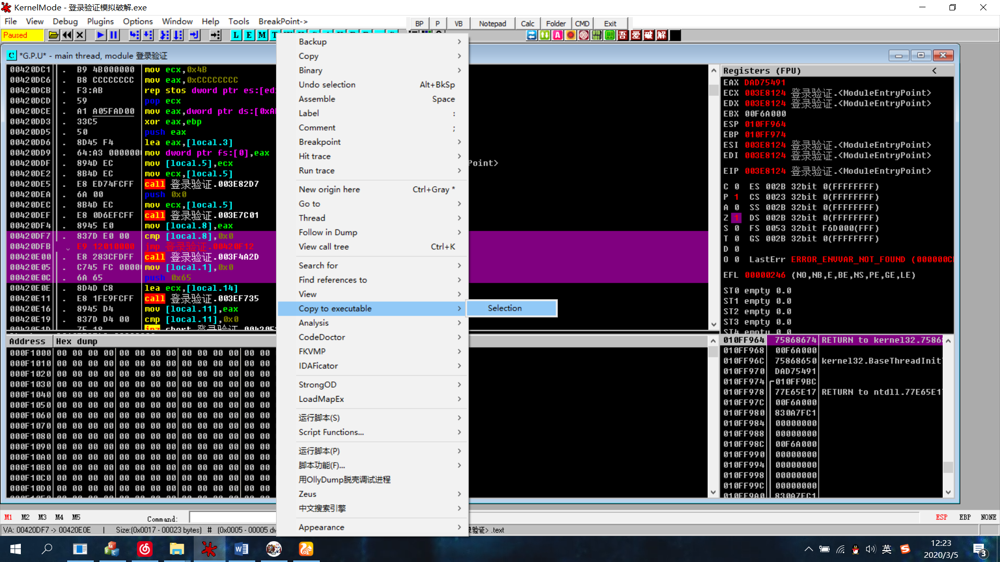 KernelMode - 登录验证模拟破解.exe
File View Debug Plugins Options Window Help Tools BreakPoint->
BP P VB Notepad Calc Folder CMD Exit
Paused
L E M T
吾 爱 破 解
C *G.P.U* - main thread, module 登录验证
00420DC1 . B9 4B000000 mov ecx,0x4B
00420DC6 . B8 CCCCCCCC mov eax,0xCCCCCCCC
00420DCB . F3:AB rep stos dword ptr es:[ed
00420DCD . 59 pop ecx
00420DCE . A1 A05FAD00 mov eax,dword ptr ds:[0xA
00420DD3 . 33C5 xor eax,ebp
00420DD5 . 50 push eax
00420DD6 . 8D45 F4 lea eax,[local.3]
00420DD9 . 64:A3 0000000 mov dword ptr fs:[0],eax
00420DDF . 894D EC mov [local.5],ecx
Point>
00420DE2 . 8B4D EC mov ecx,[local.5]
00420DE5 . E8 ED74FCFF call 登录验证.003E82D7
00420DEA . 6A 00 push 0x0
00420DEC . 8B4D EC mov ecx,[local.5]
00420DEF . E8 0D6EFCFF call 登录验证.003E7C01
00420DF4 . 8945 E0 mov [local.8],eax
00420DF7 . 837D E0 00 cmp [local.8],0x0
00420DFB E9 12010000 jmp 登录验证.00420F12
00420E00 . E8 283CFDFF call 登录验证.003F4A2D
00420E05 . C745 FC 0000 mov [local.1],0x0
00420E0C . 6A 65 push 0x65
00420E0E . 8D4D C8 lea ecx,[local.14]
00420E11 . E8 1FE9FCFF call 登录验证.003EF735
00420E16 . 8945 D4 mov [local.11],eax
00420E19 . 837D D4 00 cmp [local.11],0x0
00420E1D . 75 18 jnz short 登录验证.00420E
Backup
Copy
Binary
Undo selection Alt+BkSp
Assemble Space
Label :
Comment ;
Breakpoint
Hit trace
Run trace
New origin here Ctrl+Gray *
Go to
Thread
Follow in Dump
View call tree Ctrl+K
Search for
Find references to
View
Copy to executable
Selection
Analysis
CodeDoctor
FKVMP
IDAFicator
StrongOD
LoadMapEx
运行脚本(S)
Script Functions...
运行脚本(P)
脚本功能(F)...
用OllyDump脱壳调试进程
Zeus
中文搜索引擎
Appearance
Registers (FPU) <
EAX DAD75491
ECX 003E8124 登录验证.<ModuleEntryPoint>
EDX 003E8124 登录验证.<ModuleEntryPoint>
EBX 00F6A000
ESP 010FF964
EBP 010FF974
ESI 003E8124 登录验证.<ModuleEntryPoint>
EDI 003E8124 登录验证.<ModuleEntryPoint>
EIP 003E8124 登录验证.<ModuleEntryPoint>
C 0 ES 002B 32bit 0(FFFFFFFF)
P 1 CS 0023 32bit 0(FFFFFFFF)
A 0 SS 002B 32bit 0(FFFFFFFF)
Z 1 DS 002B 32bit 0(FFFFFFFF)
S 0 FS 0053 32bit F6D000(FFF)
T 0 GS 002B 32bit 0(FFFFFFFF)
D 0
O 0 LastErr ERROR_ENVVAR_NOT_FOUND (000000C
EFL 00000246 (NO,NB,E,BE,NS,PE,GE,LE)
ST0 empty 0.0
ST1 empty 0.0
ST2 empty 0.0
ST3 empty 0.0
ST4 empty 0.0
Address Hex dump
000F1000 00 00 00 00 00 00 00 00 00 00 00 00 00 00
000F1010 00 00 00 00 00 00 00 00 00 00 00 00 00 00
000F1020 00 00 00 00 00 00 00 00 00 00 00 00 00 00
000F1030 00 00 00 00 00 00 00 00 00 00 00 00 00 00
000F1040 00 00 00 00 00 00 00 00 00 00 00 00 00 00
000F1050 00 00 00 00 00 00 00 00 00 00 00 00 00 00
000F1060 00 00 00 00 00 00 00 00 00 00 00 00 00 00
000F1070 00 00 00 00 00 00 00 00 00 00 00 00 00 00
000F1080 00 00 00 00 00 00 00 00 00 00 00 00 00 00
000F1090 00 00 00 00 00 00 00 00 00 00 00 00 00 00
000F10A0 00 00 00 00 00 00 00 00 00 00 00 00 00 00
000F10B0 00 00 00 00 00 00 00 00 00 00 00 00 00 00
000F10C0 00 00 00 00 00 00 00 00 00 00 00 00 00 00
000F10D0 00 00 00 00 00 00 00 00 00 00 00 00 00 00
010FF964 75868674 RETURN to kernel32.7586
010FF968 00F6A000
010FF96C 75868650 kernel32.BaseThreadInit
010FF970 DAD75491
010FF974 010FF9BC
010FF978 77E65E17 RETURN to ntdll.77E65E1
010FF97C 00F6A000
010FF980 830A7FC1
010FF984 00000000
010FF988 00000000
010FF98C 00F6A000
010FF990 00000000
010FF994 00000000
010FF998 00000000
010FF99C 00000000
010FF9A0 830A7FC1
M1 M2 M3 M4 M5 Command: ESP EBP NONE
VA: 00420DF7 -> 00420E0E | Size:(0x0017 - 00023 bytes) # (0x0005 - 00005 dw 录验证> .text
英
12:23
2020/3/5
3